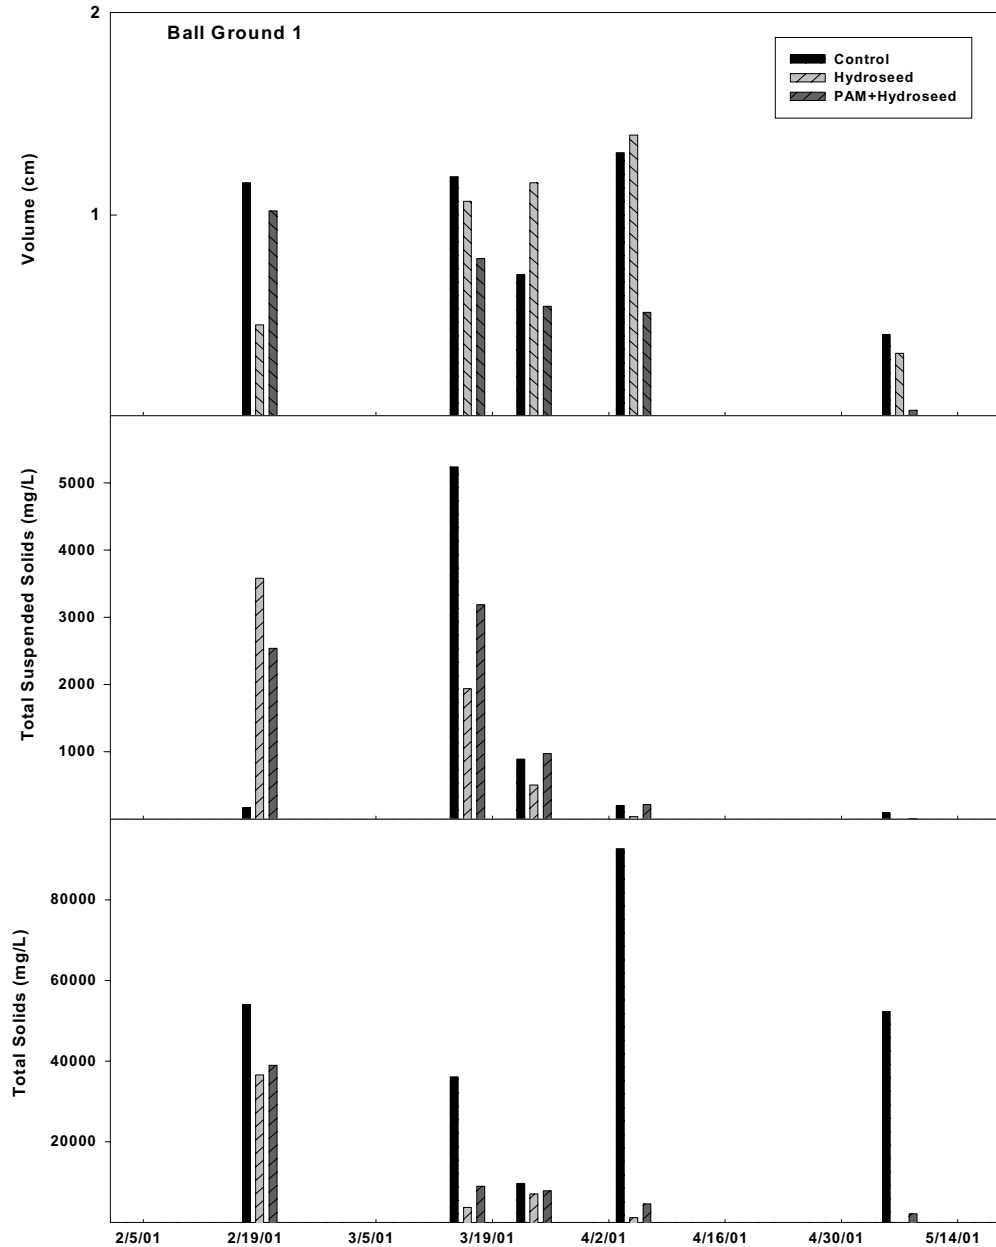 Ball Ground 1
Control
Hydroseed
PAM+Hydroseed
Volume (cm)
2
1
Total Suspended Solids (mg/L)
5000
4000
3000
2000
1000
Total Solids (mg/L)
80000
60000
40000
20000
2/5/01 2/19/01 3/5/01 3/19/01 4/2/01 4/16/01 4/30/01 5/14/01